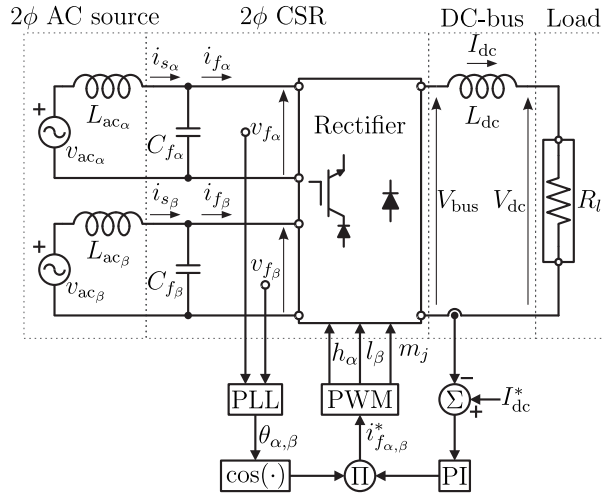 2ϕ AC source 2ϕ CSR DC-bus Load
i_{s_α} i_{f_α} I_dc
+ L_{ac_α} C_{f_α} v_{f_α} Rectifier L_dc
v_{ac_α}
i_{s_β} i_{f_β} V_bus V_dc R_l
+ L_{ac_β} C_{f_β} v_{f_β}
v_{ac_β}
h_α l_β m_j
−
PLL PWM Σ I*_dc
+
θ_{α,β} i*_{f_{α,β}}
cos(·) Π PI